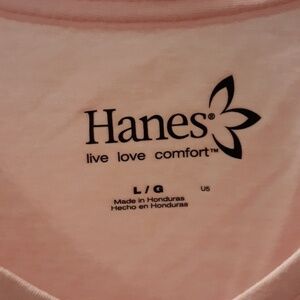 Hanes®
live love comfort™
L / G US
Made in Honduras
Hecho en Honduras